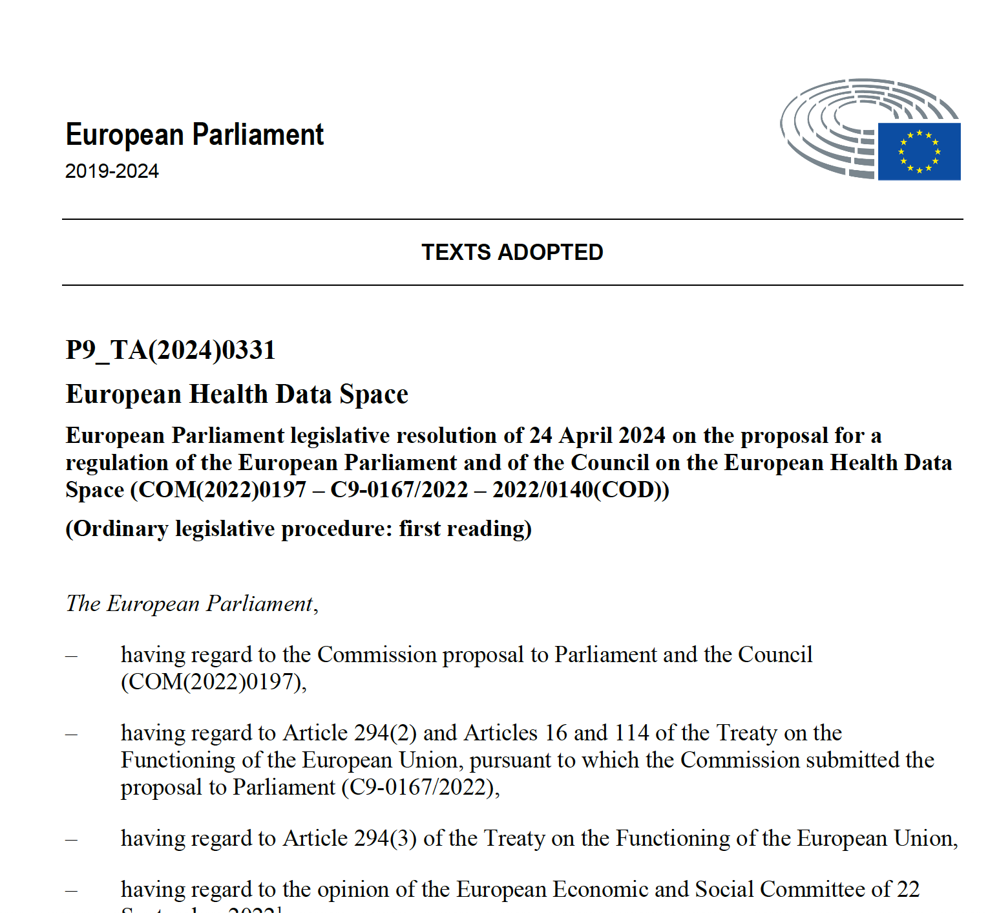 European Parliament
2019-2024
TEXTS ADOPTED
P9_TA(2024)0331
European Health Data Space
European Parliament legislative resolution of 24 April 2024 on the proposal for a
regulation of the European Parliament and of the Council on the European Health Data
Space (COM(2022)0197 – C9-0167/2022 – 2022/0140(COD))
(Ordinary legislative procedure: first reading)
The European Parliament,
– having regard to the Commission proposal to Parliament and the Council
(COM(2022)0197),
– having regard to Article 294(2) and Articles 16 and 114 of the Treaty on the
Functioning of the European Union, pursuant to which the Commission submitted the
proposal to Parliament (C9-0167/2022),
– having regard to Article 294(3) of the Treaty on the Functioning of the European Union,
– having regard to the opinion of the European Economic and Social Committee of 22